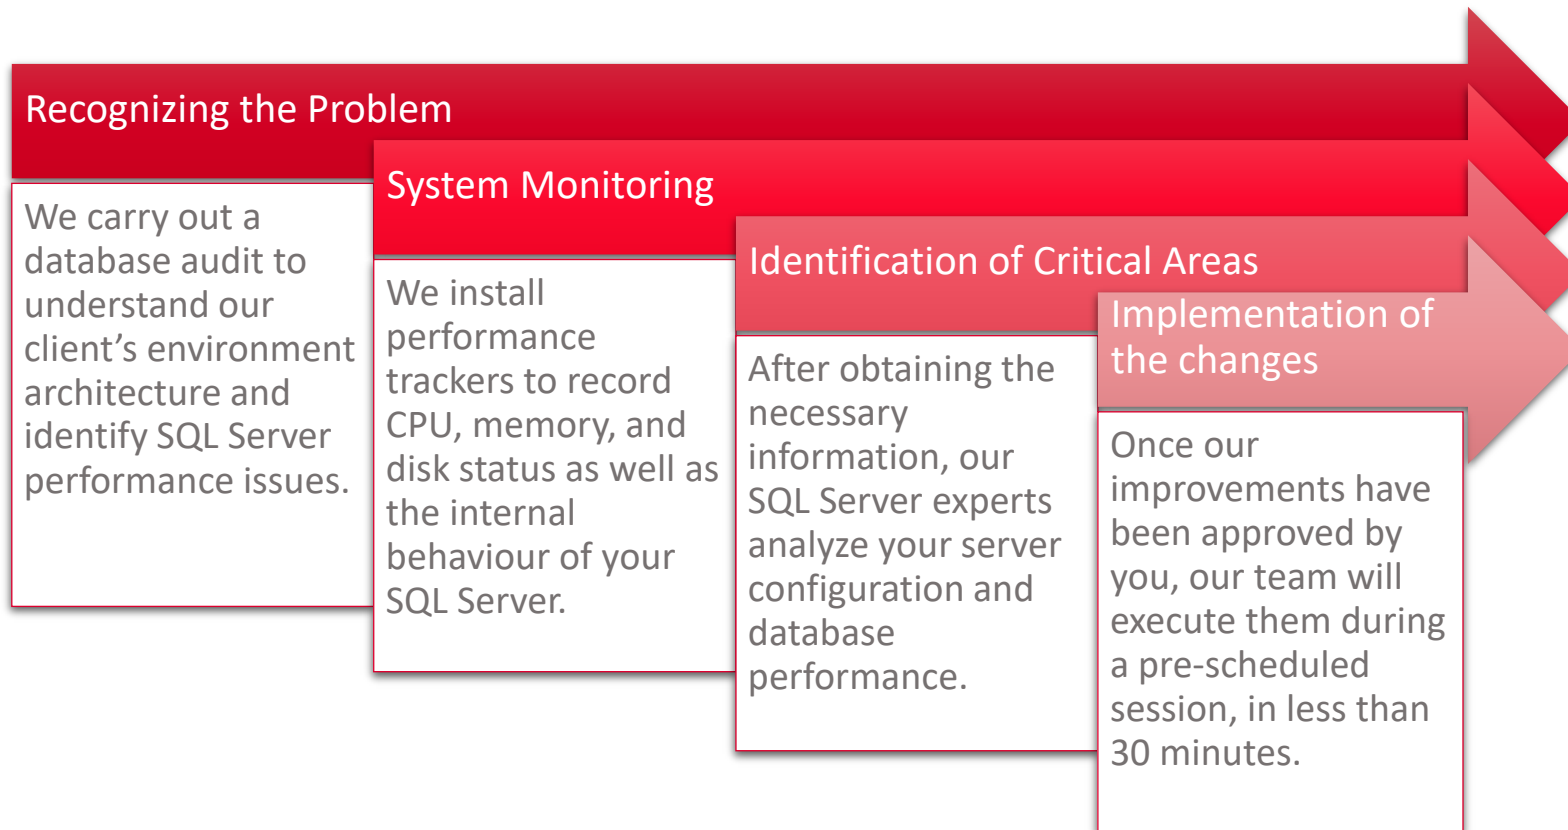 Recognizing the Problem
We carry out a
database audit to
understand our
client’s environment
architecture and
identify SQL Server
performance issues.
System Monitoring
We install
performance
trackers to record
CPU, memory, and
disk status as well as
the internal
behaviour of your
SQL Server.
Identification of Critical Areas
After obtaining the
necessary
information, our
SQL Server experts
analyze your server
configuration and
database
performance.
Implementation of
the changes
Once our
improvements have
been approved by
you, our team will
execute them during
a pre-scheduled
session, in less than
30 minutes.